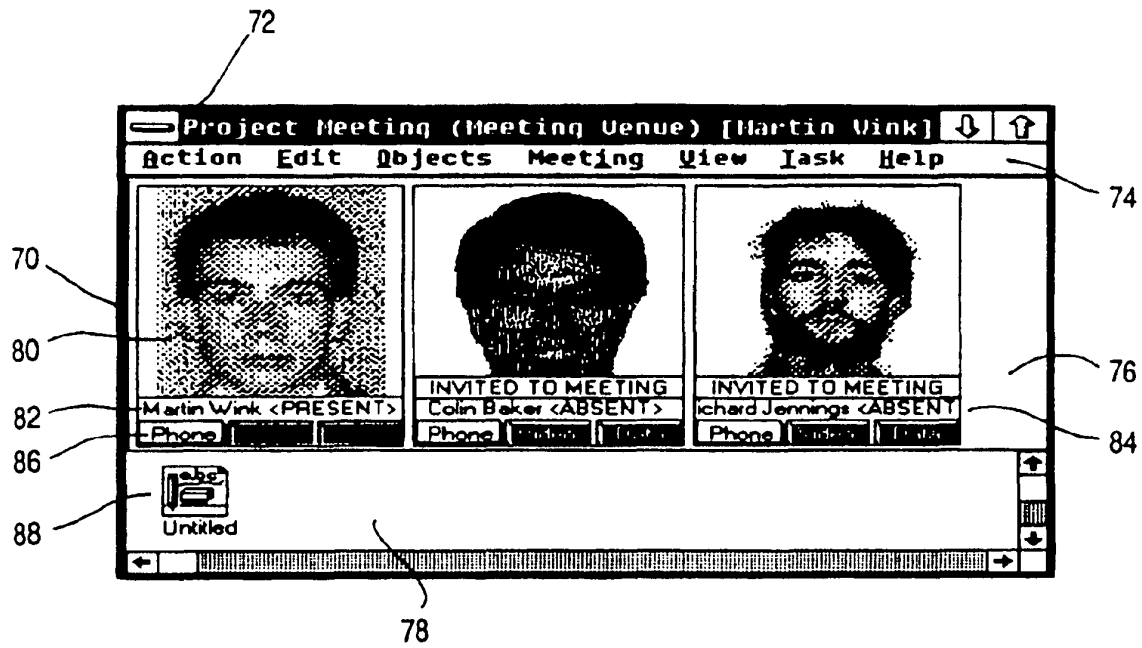 72
Project Meeting (Meeting Venue) [Martin Wink]
Action Edit Objects Meeting View Task Help
74
70
80
76
INVITED TO MEETING INVITED TO MEETING
82
Martin Wink <PRESENT> Colin Baker <ABSENT> ichard Jennings <ABSENT
84
Phone Phone Phone
86
abc
88
Untitled
78